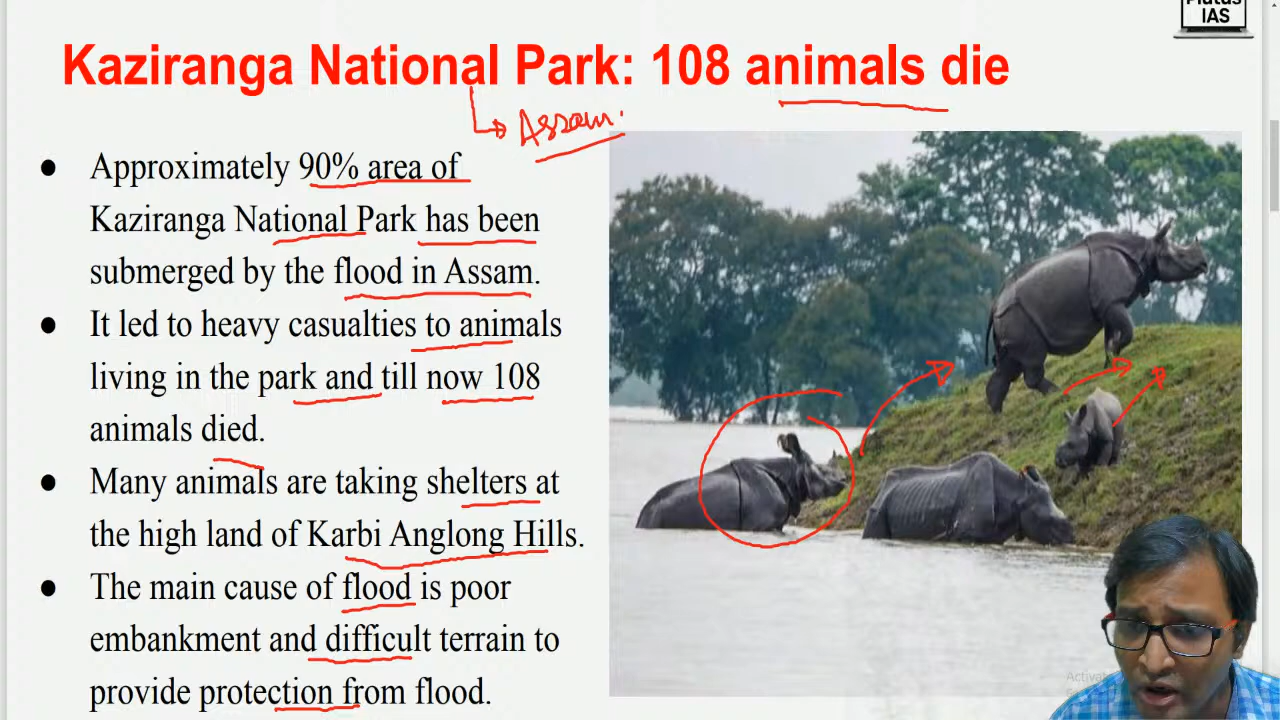 Plutus
IAS
Kaziranga National Park: 108 animals die
Assam.
● Approximately 90% area of
Kaziranga National Park has been
submerged by the flood in Assam.
● It led to heavy casualties to animals
living in the park and till now 108
animals died.
● Many animals are taking shelters at
the high land of Karbi Anglong Hills.
● The main cause of flood is poor
embankment and difficult terrain to
provide protection from flood.